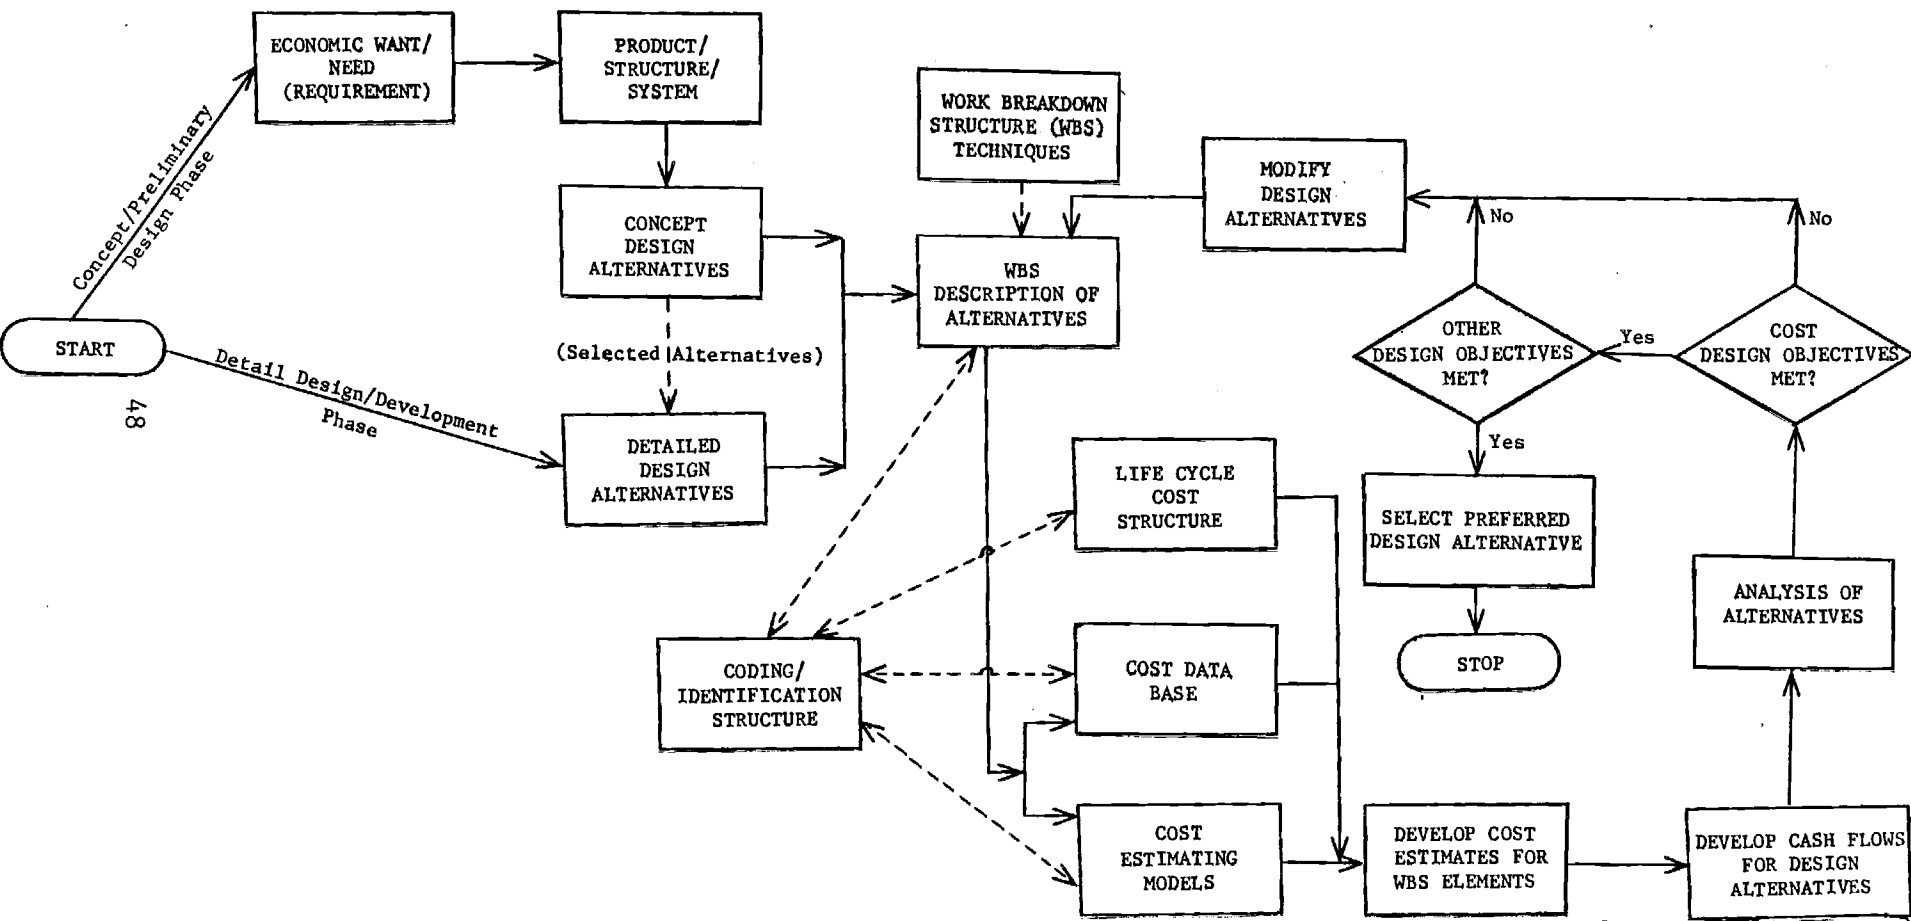 ECONOMIC WANT/
NEED
(REQUIREMENT)
PRODUCT/
STRUCTURE/
SYSTEM
Concept/Preliminary
Design Phase
START
Detail Design/Development
Phase
48
CONCEPT
DESIGN
ALTERNATIVES
(Selected Alternatives)
DETAILED
DESIGN
ALTERNATIVES
WORK BREAKDOWN
STRUCTURE (WBS)
TECHNIQUES
WBS
DESCRIPTION OF
ALTERNATIVES
MODIFY
DESIGN
ALTERNATIVES
No
No
OTHER
DESIGN OBJECTIVES
MET?
Yes
COST
DESIGN OBJECTIVES
MET?
Yes
SELECT PREFERRED
DESIGN ALTERNATIVE
STOP
LIFE CYCLE
COST
STRUCTURE
CODING/
IDENTIFICATION
STRUCTURE
COST DATA
BASE
COST
ESTIMATING
MODELS
DEVELOP COST
ESTIMATES FOR
WBS ELEMENTS
DEVELOP CASH FLOWS
FOR DESIGN
ALTERNATIVES
ANALYSIS OF
ALTERNATIVES